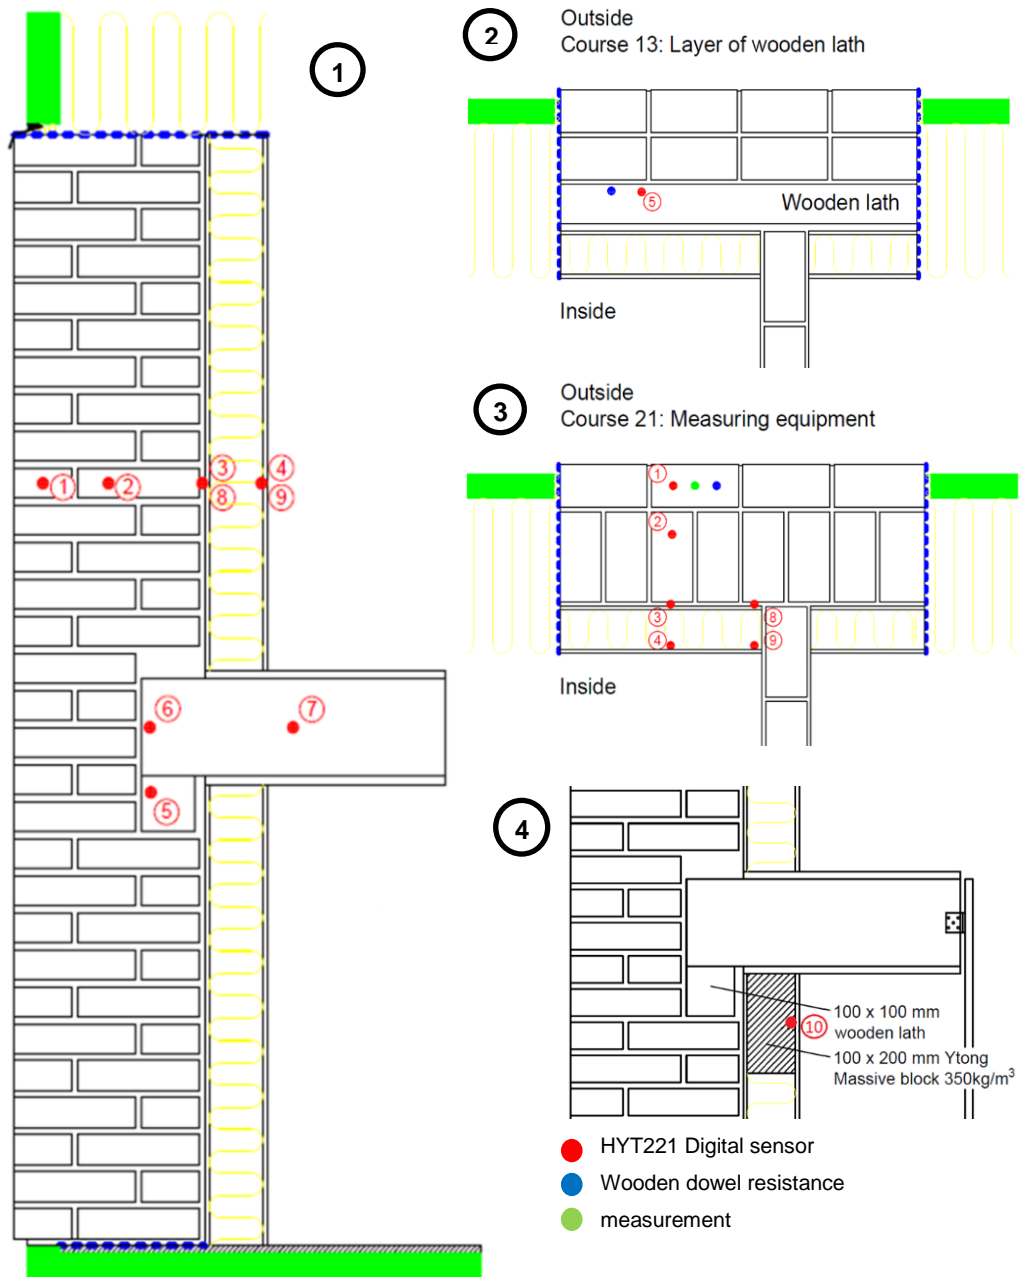 1
1
2
3
4
8
9
6
7
5
2
Outside
Course 13: Layer of wooden lath
5
Wooden lath
Inside
3
Outside
Course 21: Measuring equipment
1
2
3
8
4
9
Inside
4
10
100 x 100 mm
wooden lath
100 x 200 mm Ytong
Massive block 350kg/m³
HYT221 Digital sensor
Wooden dowel resistance
measurement